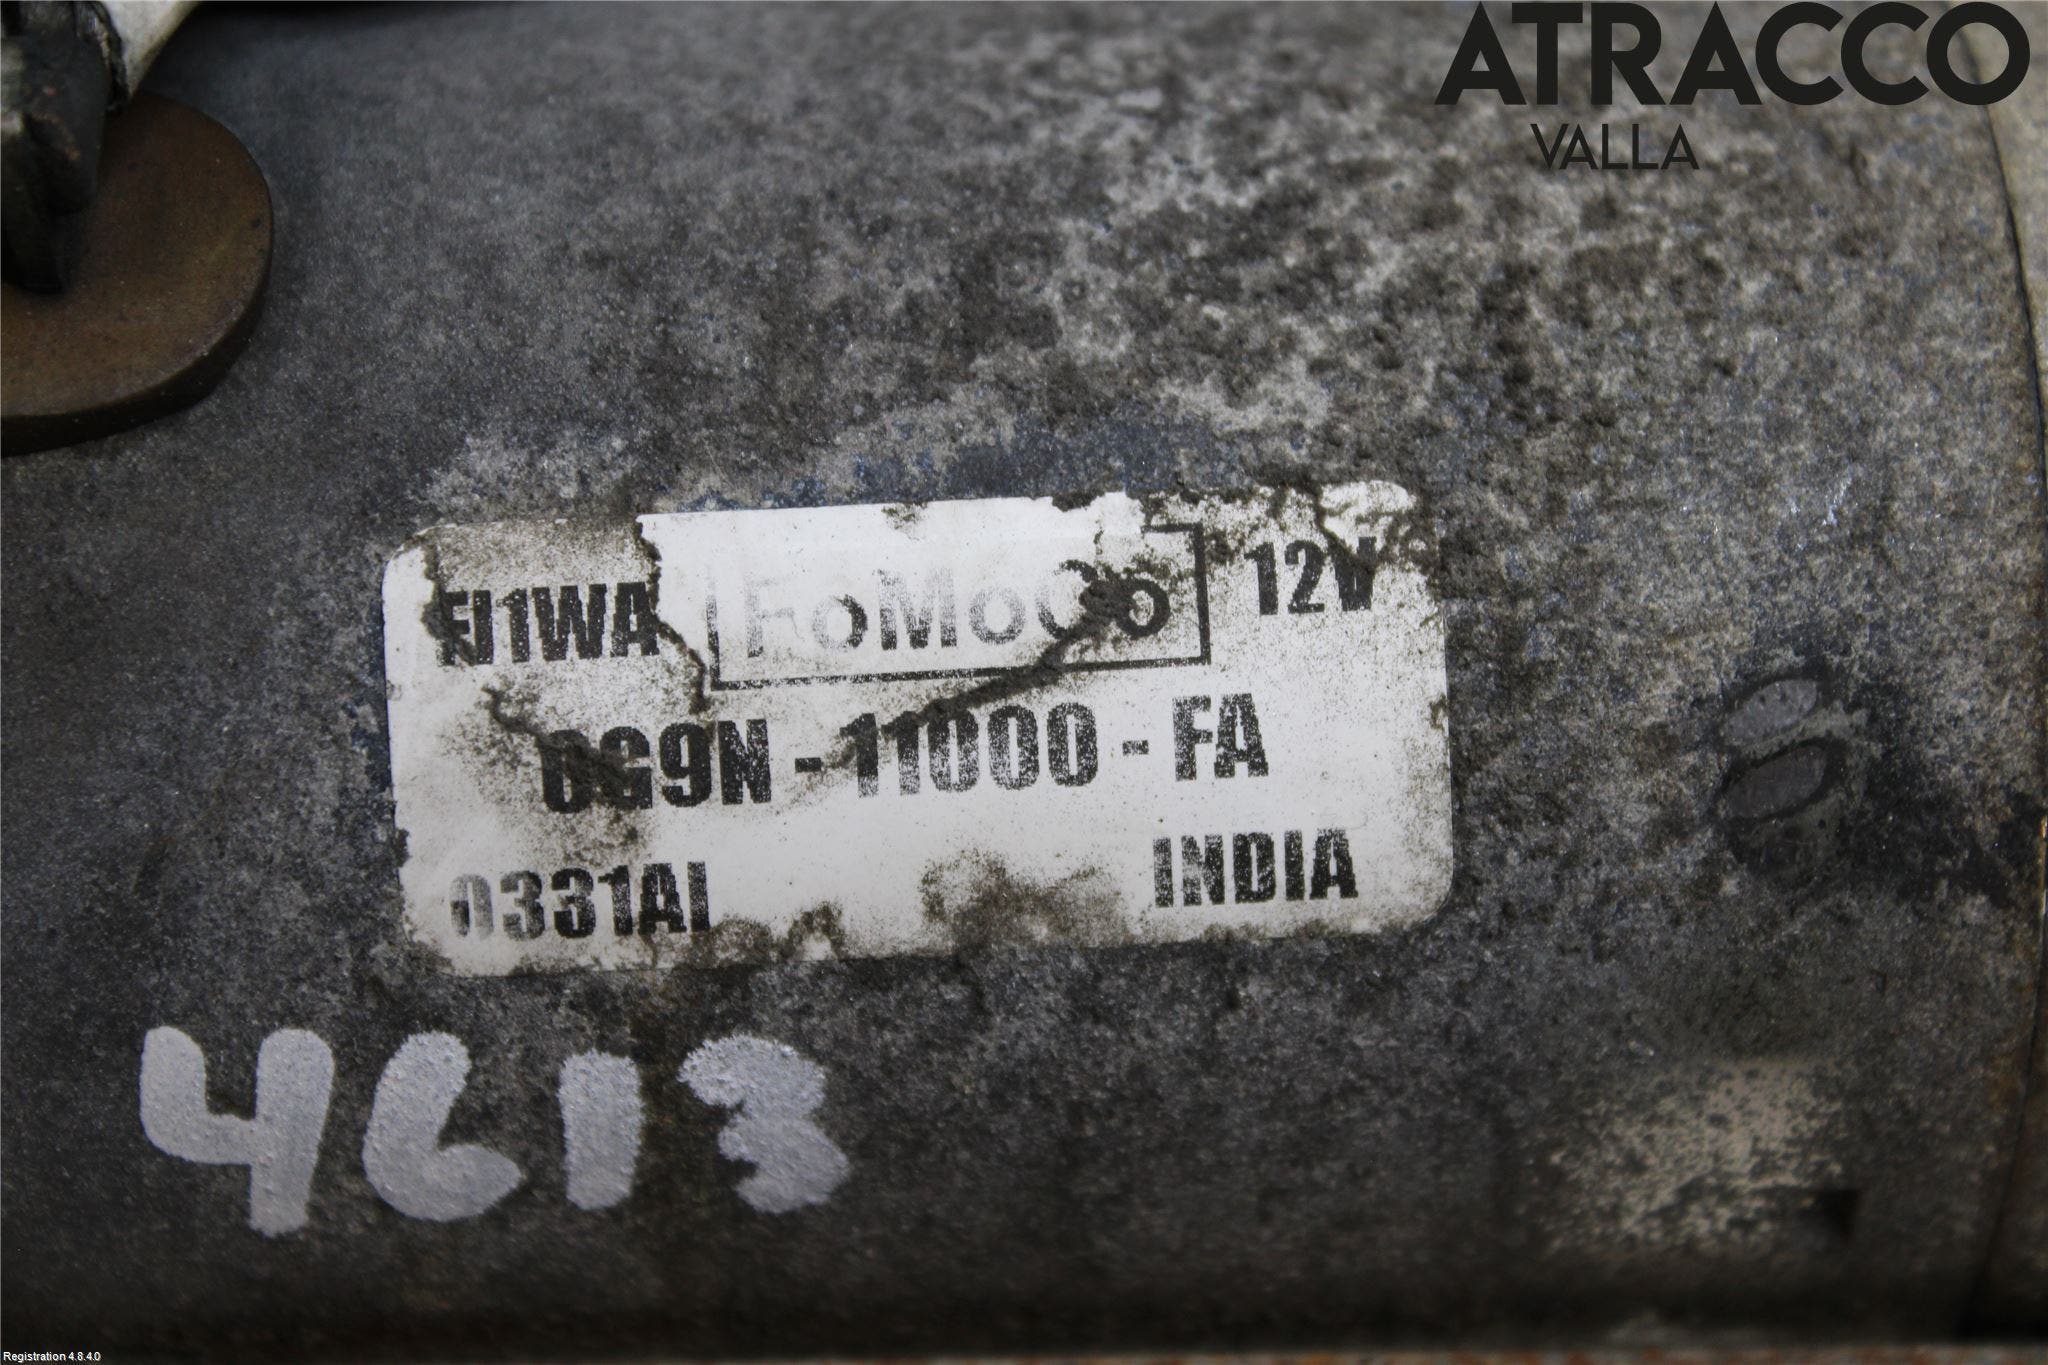 ATRACCO
VALLA
FJ1WA FoMoCo 12V
0G9N - 11000 - FA
0331AI INDIA
4613
Registration 4.8.4.0